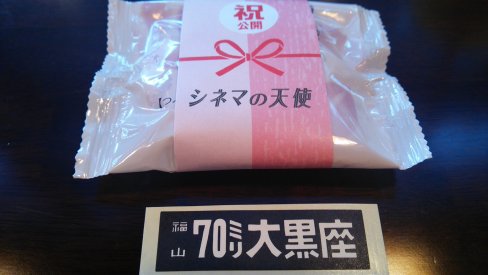 祝
公開
シネマの天使
福山
70ミリ大黒座